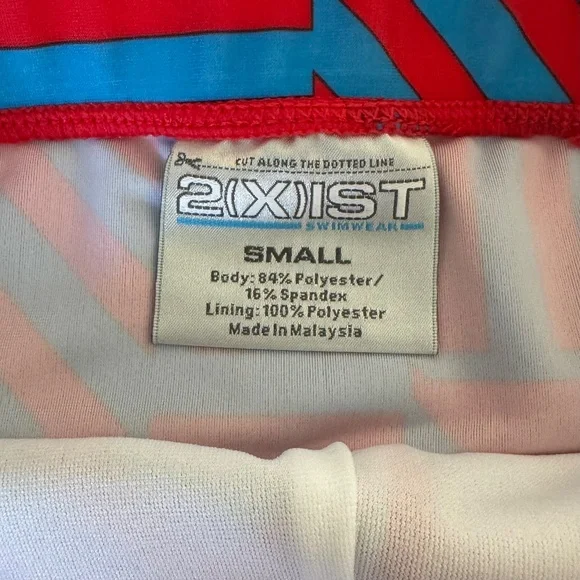 CUT ALONG THE DOTTED LINE
2(X)IST
SWIMWEAR
SMALL
Body: 84% Polyester/
16% Spandex
Lining: 100% Polyester
Made In Malaysia